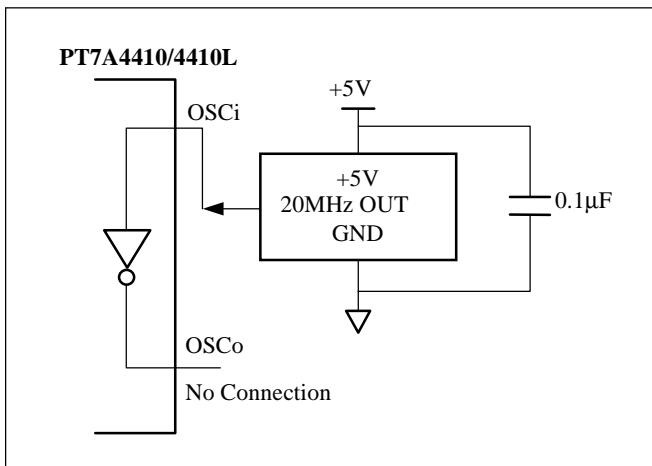 PT7A4410/4410L
+5V
OSCi
+5V
20MHz OUT
GND
0.1µF
OSCo
No Connection